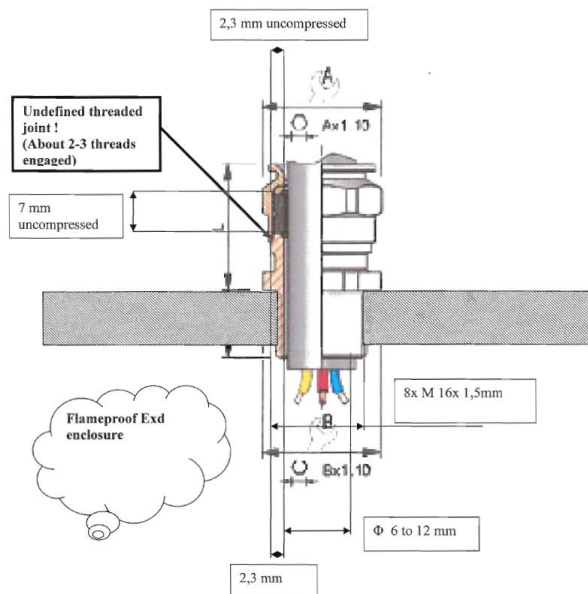 2,3 mm uncompressed
A
Ax1.10
Undefined threaded
joint !
(About 2-3 threads
engaged)
7 mm
uncompressed
L
8x M 16x 1,5mm
Flameproof Exd
enclosure
B
Bx1.10
Φ 6 to 12 mm
2,3 mm